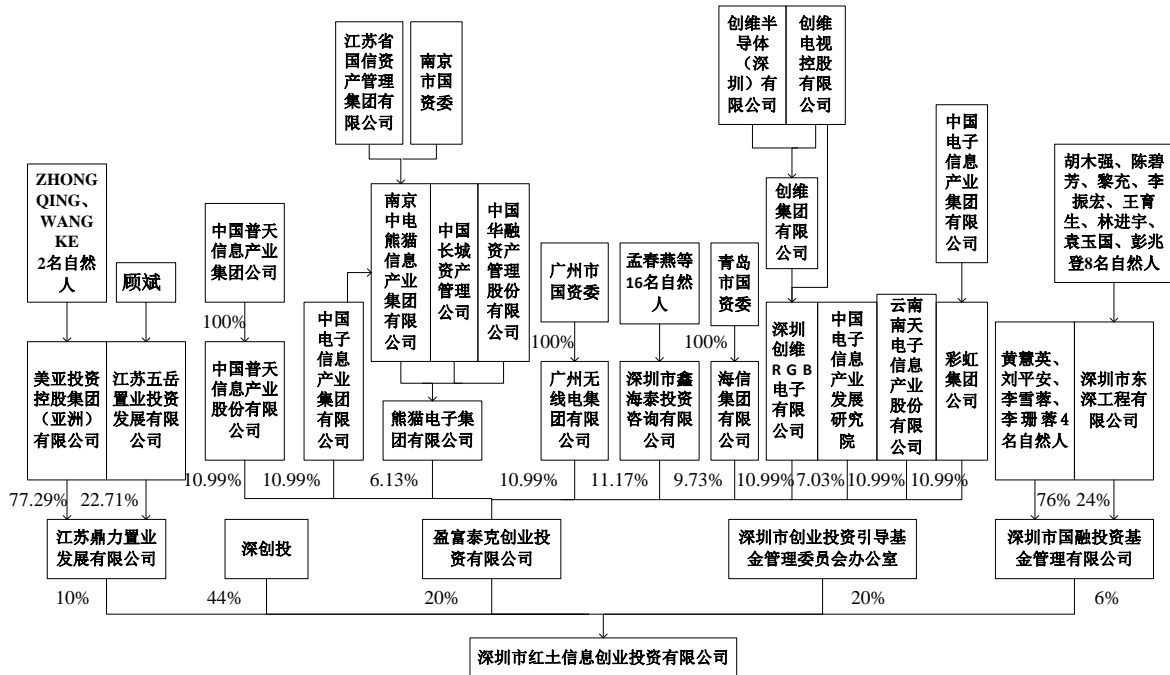 江苏省
国信资
产管理
集团有
限公司
南京
市国
资委
创维半
导体
（深
圳）有
限公司
创维
电视
控股
有限
公司
中国
电子
信息
产业
集团
有限
公司
ZHONG
QING、
WANG
KE
2名自然
人
顾斌
中国普天
信息产业
集团公司
南京
中电
熊猫
信息
产业
集团
有限
公司
中国
长城
资产
管理
公司
中国
华融
资产
管理
股份
有限
公司
广州市
国资委
孟春燕等
16名自然
人
青岛
市国
资委
创维
集团
有限
公司
胡木强、陈碧
芳、黎充、李
振宏、王育
生、林进宇、
袁玉国、彭兆
登8名自然人
100%
100%
100%
美亚投资
控股集团
（亚洲）
有限公司
江苏五岳
置业投资
发展有限
公司
中国普天
信息产业
股份有限
公司
中国
电子
信息
产业
集团
有限
公司
熊猫电子集
团有限公司
广州无
线电集
团有限
公司
深圳市鑫
海泰投资
咨询有限
公司
海信
集团
有限
公司
深圳
创维
RGB
电子
有限
公司
中国
电子
信息
产业
发展
研究
院
云南
南天
电子
信息
产业
股份
有限
公司
彩虹
集团
公司
黄慧英、
刘平安、
李雪蓉、
李珊蓉4
名自然人
深圳市东
深工程有
限公司
77.29%
22.71%
10.99%
10.99%
6.13%
10.99%
11.17%
9.73%
10.99%
7.03%
10.99%
10.99%
76%
24%
江苏鼎力置业
发展有限公司
深创投
盈富泰克创业投
资有限公司
深圳市创业投资引导基
金管理委员会办公室
深圳市国融投资基
金管理有限公司
10%
44%
20%
20%
6%
深圳市红土信息创业投资有限公司